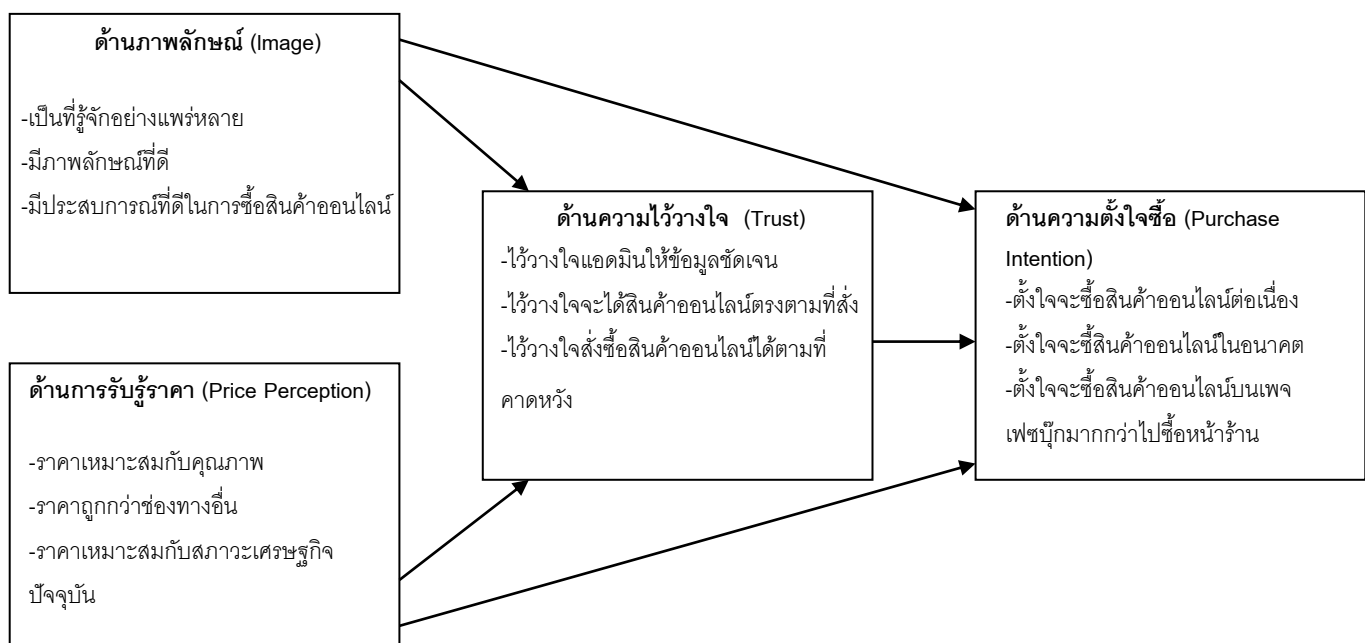 ด้านภาพลักษณ์ (Image)
-เป็นที่รู้จักอย่างแพร่หลาย
-มีภาพลักษณ์ที่ดี
-มีประสบการณ์ที่ดีในการซื้อสินค้าออนไลน์
ด้านการรับรู้ราคา (Price Perception)
-ราคาเหมาะสมกับคุณภาพ
-ราคาถูกกว่าช่องทางอื่น
-ราคาเหมาะสมกับสภาวะเศรษฐกิจ
ปัจจุบัน
ด้านความไว้วางใจ (Trust)
-ไว้วางใจแอดมินให้ข้อมูลชัดเจน
-ไว้วางใจจะได้สินค้าออนไลน์ตรงตามที่สั่ง
-ไว้วางใจสั่งซื้อสินค้าออนไลน์ได้ตามที่
คาดหวัง
ด้านความตั้งใจซื้อ (Purchase
Intention)
-ตั้งใจจะซื้อสินค้าออนไลน์ต่อเนื่อง
-ตั้งใจจะซื้สินค้าออนไลน์ในอนาคต
-ตั้งใจจะซื้อสินค้าออนไลน์บนเพจ
เฟซบุ๊กมากกว่าไปซื้อหน้าร้าน